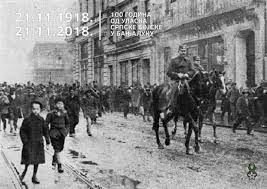 21.11.1918.
21.11.2018.
100 ГОДИНА
ОД УЛАСКА
СРПСКЕ ВОЈСКЕ
У БАЊАЛУКУ